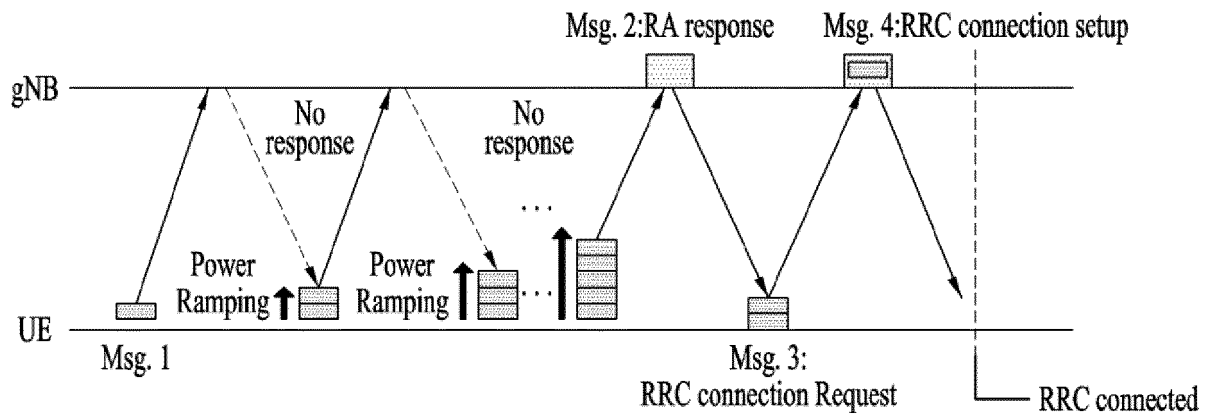 Msg. 2:RA response
Msg. 4:RRC connection setup
gNB
No
response
No
response
...
Power
Ramping
Power
Ramping
...
UE
Msg. 1
Msg. 3:
RRC connection Request
RRC connected